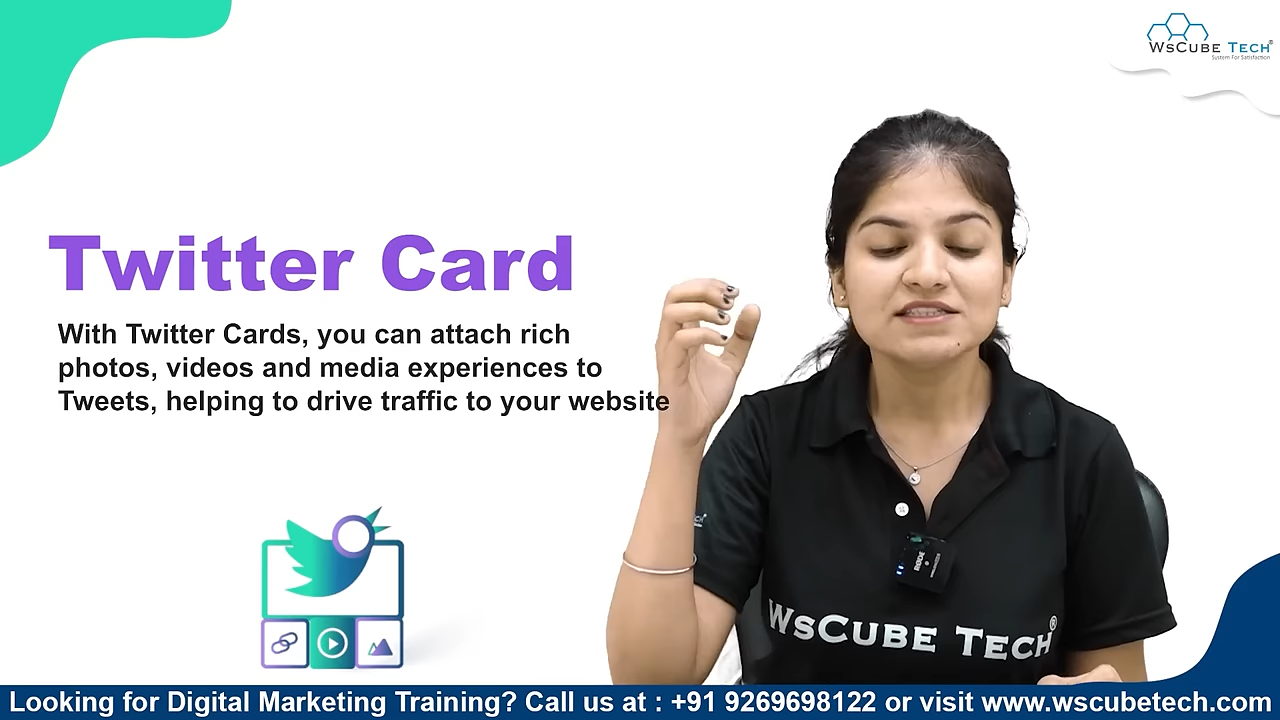 WsCube Tech®
System For Satisfaction
Twitter Card
With Twitter Cards, you can attach rich
photos, videos and media experiences to
Tweets, helping to drive traffic to your website
RODE
WsCube Tech®
Looking for Digital Marketing Training? Call us at : +91 9269698122 or visit www.wscubetech.com